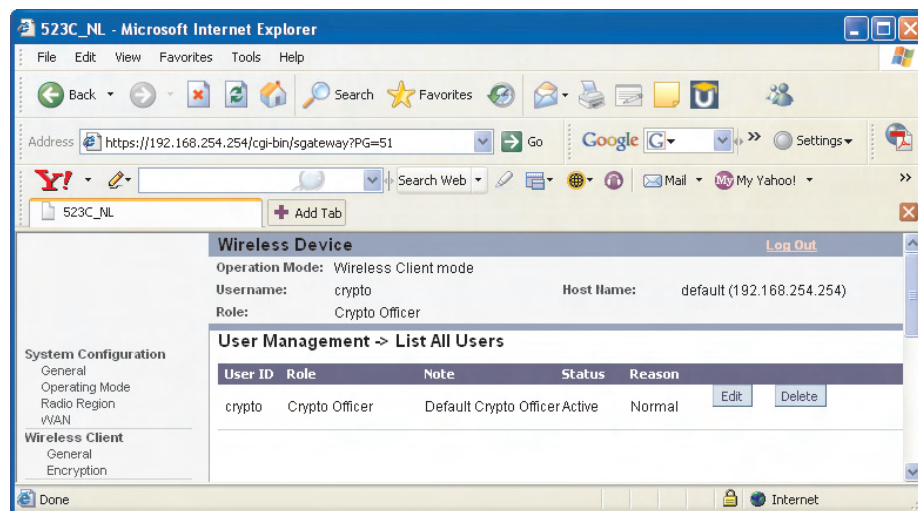 523C_NL - Microsoft Internet Explorer
File Edit View Favorites Tools Help
Back Search Favorites
Address https://192.168.254.254/cgi-bin/sgateway?PG=51 Go Google G Settings
Y! Search Web Mail My My Yahoo!
523C_NL Add Tab
Wireless Device Log Out
Operation Mode: Wireless Client mode
Username: crypto Host Name: default (192.168.254.254)
Role: Crypto Officer
User Management -> List All Users
System Configuration
General
Operating Mode
Radio Region
WAN
Wireless Client
General
Encryption
User ID Role Note Status Reason
crypto Crypto Officer Default Crypto Officer Active Normal Edit Delete
Done Internet